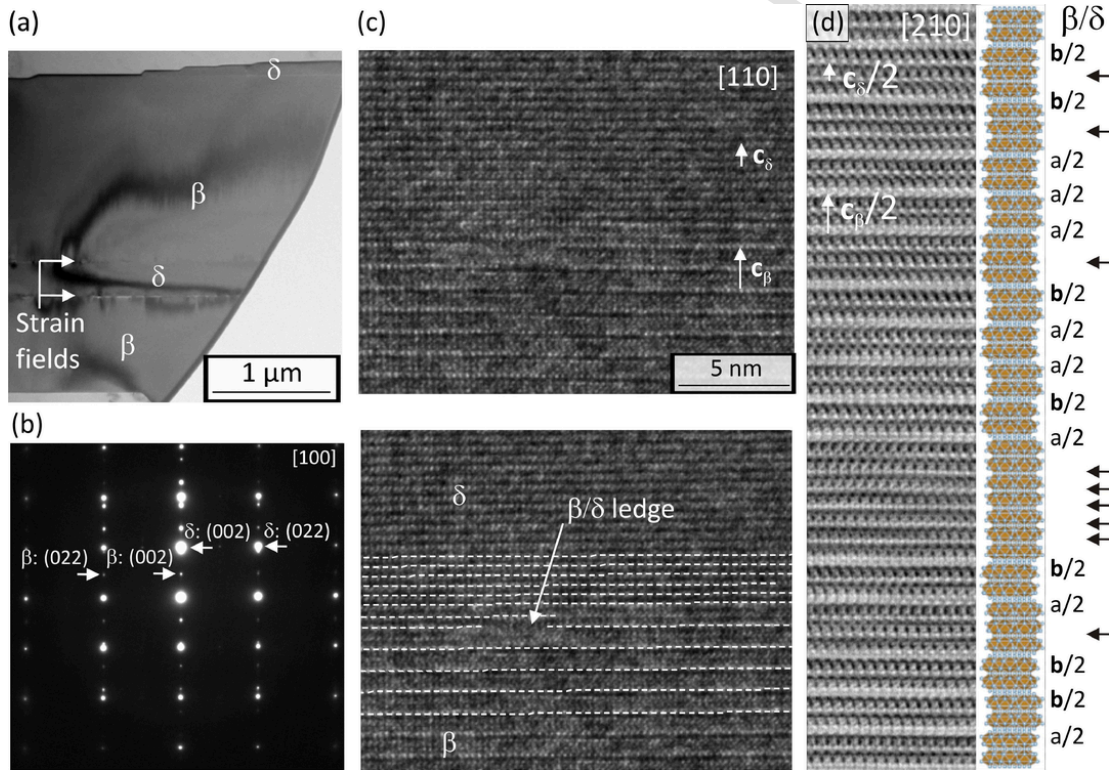 (a)
δ
β
δ
Strain
fields
β
1 μm
(b)
[100]
δ: (002)
δ: (022)
β: (022)
β: (002)
(c)
[110]
cδ
cβ
5 nm
δ
β/δ ledge
β
(d)
[210]
β/δ
cδ/2
cβ/2
b/2
b/2
a/2
a/2
a/2
b/2
a/2
a/2
b/2
a/2
b/2
a/2
b/2
b/2
a/2